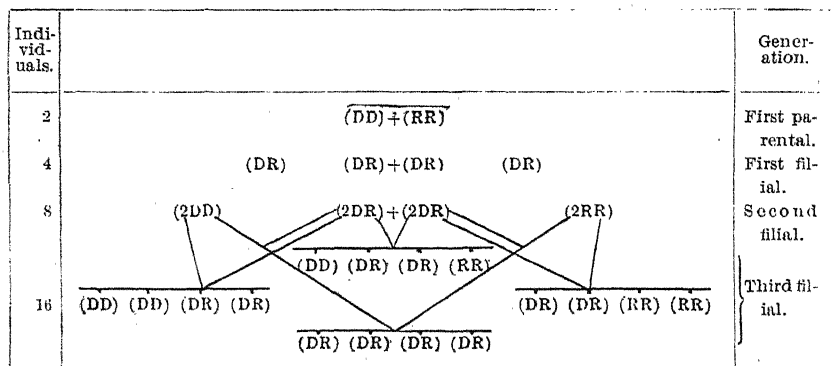 Indi-
vid-
uals.
Gener-
ation.
2 (DD)+(RR) First pa-
rental.
4 (DR) (DR)+(DR) (DR) First fil-
ial.
8 (2DD) (2DR)+(2DR) (2RR) Second
filial.
(DD) (DR) (DR) (RR)
16 (DD) (DD) (DR) (DR) (DR) (DR) (RR) (RR) Third fil-
ial.
(DR) (DR) (DR) (DR)